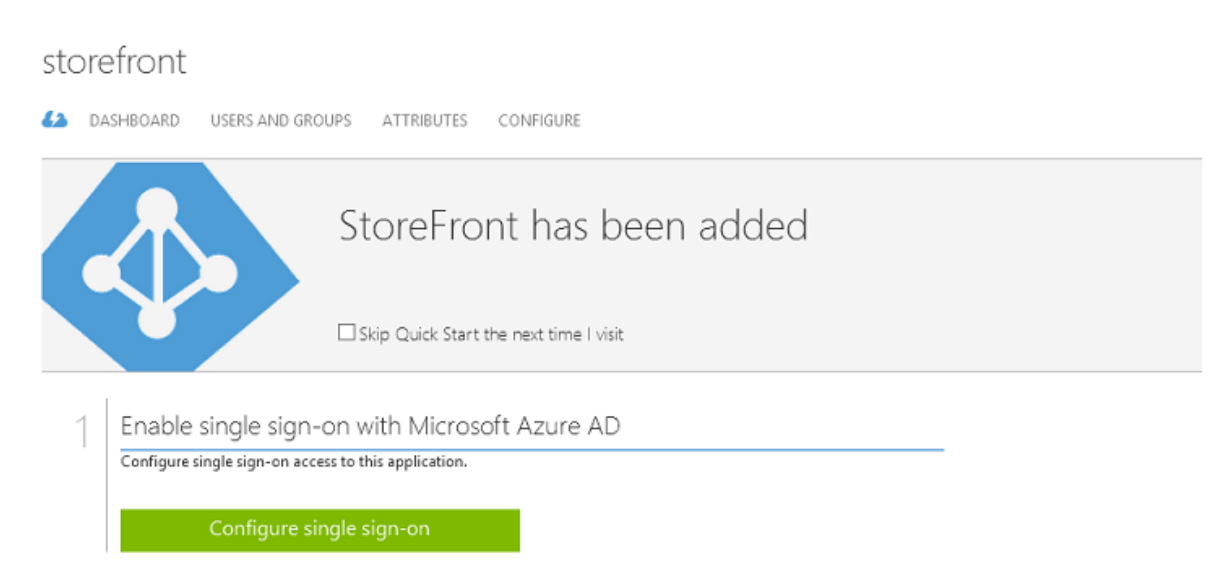 storefront
DASHBOARD USERS AND GROUPS ATTRIBUTES CONFIGURE
StoreFront has been added
Skip Quick Start the next time I visit
1 Enable single sign-on with Microsoft Azure AD
Configure single sign-on access to this application.
Configure single sign-on